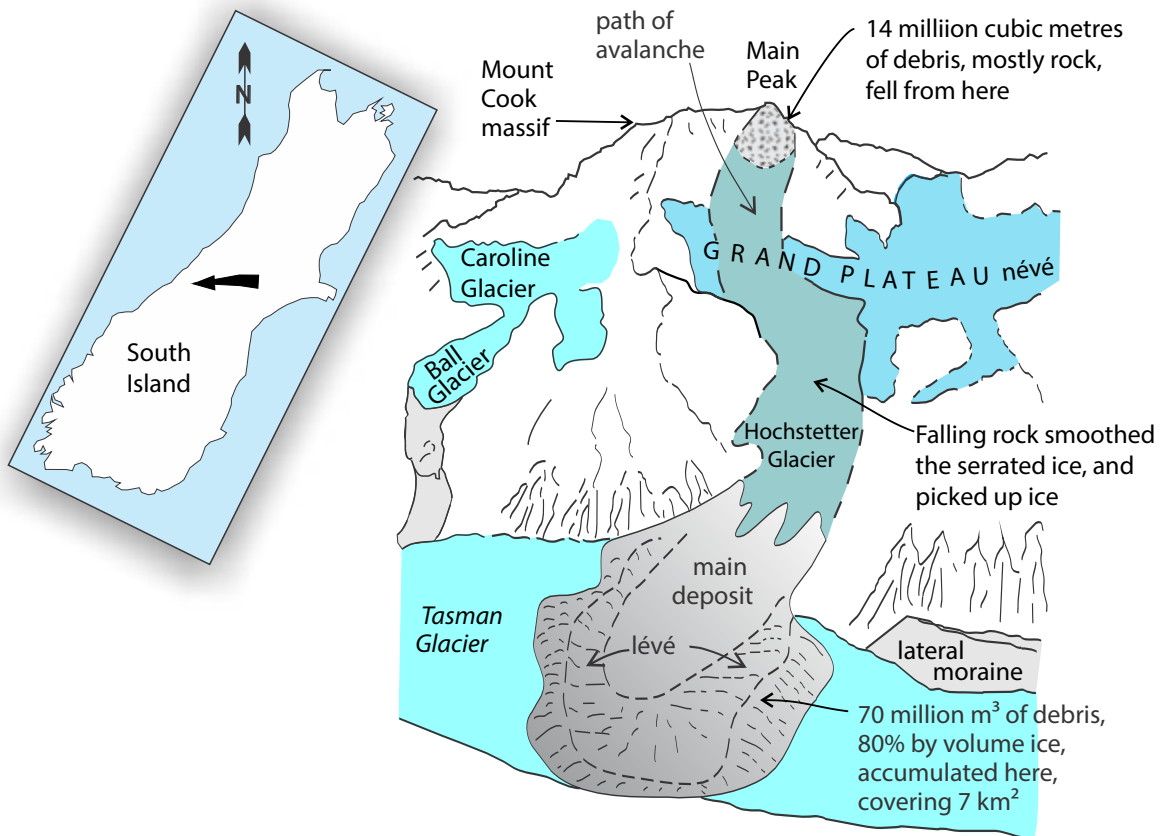 N
South
Island
path of
avalanche
Main
Peak
14 milliion cubic metres
of debris, mostly rock,
fell from here
Mount
Cook
massif
Caroline
Glacier
Ball
Glacier
GRAND PLATEAU névé
Hochstetter
Glacier
Falling rock smoothed
the serrated ice, and
picked up ice
main
deposit
Tasman
Glacier
lévé
lateral
moraine
70 million m³ of debris,
80% by volume ice,
accumulated here,
covering 7 km²